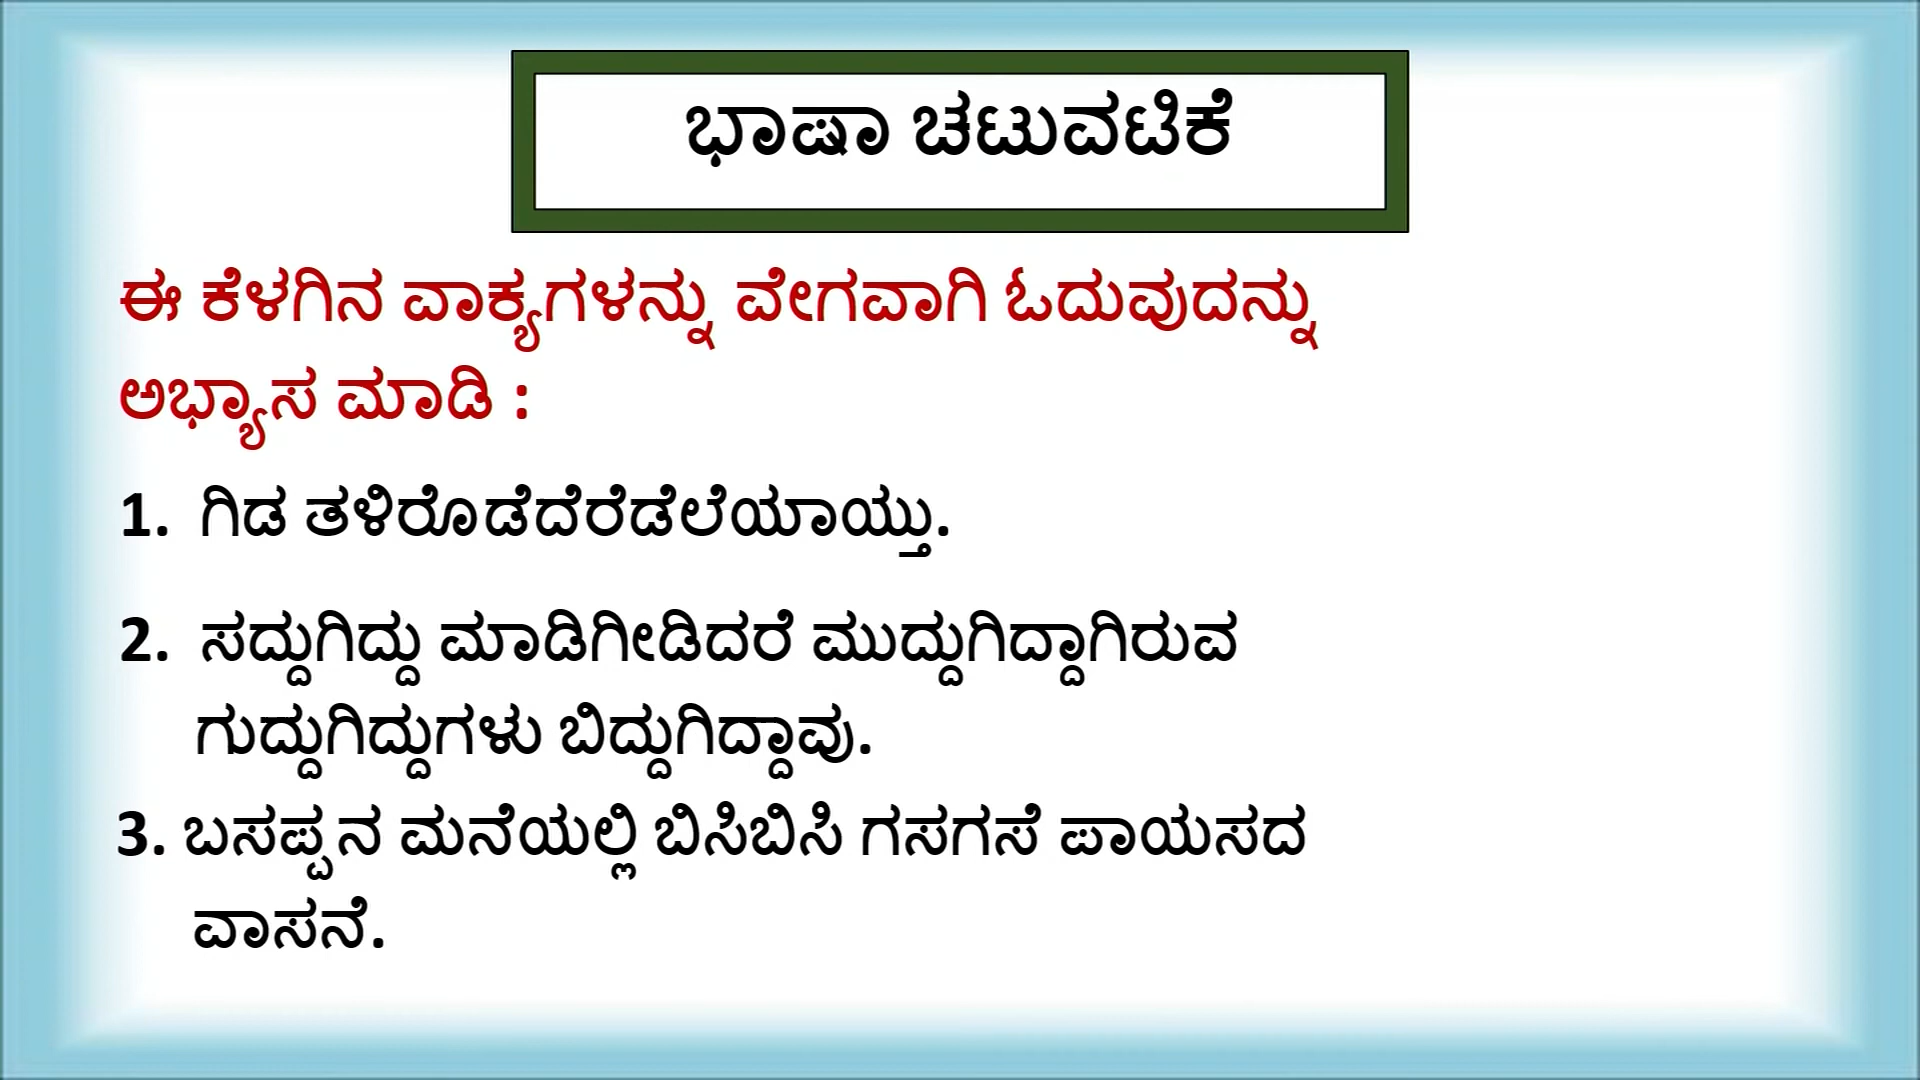 ಭಾಷಾ ಚಟುವಟಿಕೆ
ಈ ಕೆಳಗಿನ ವಾಕ್ಯಗಳನ್ನು ವೇಗವಾಗಿ ಓದುವುದನ್ನು
ಅಭ್ಯಾಸ ಮಾಡಿ :
1. ಗಿಡ ತಳಿರೊಡೆದೆರೆಡೆಲೆಯಾಯ್ತು.
2. ಸದ್ದುಗಿದ್ದು ಮಾಡಿಗೀಡಿದರೆ ಮುದ್ದುಗಿದ್ದಾಗಿರುವ
ಗುದ್ದುಗಿದ್ದುಗಳು ಬಿದ್ದುಗಿದ್ದಾವು.
3. ಬಸಪ್ಪನ ಮನೆಯಲ್ಲಿ ಬಿಸಿಬಿಸಿ ಗಸಗಸೆ ಪಾಯಸದ
ವಾಸನೆ.